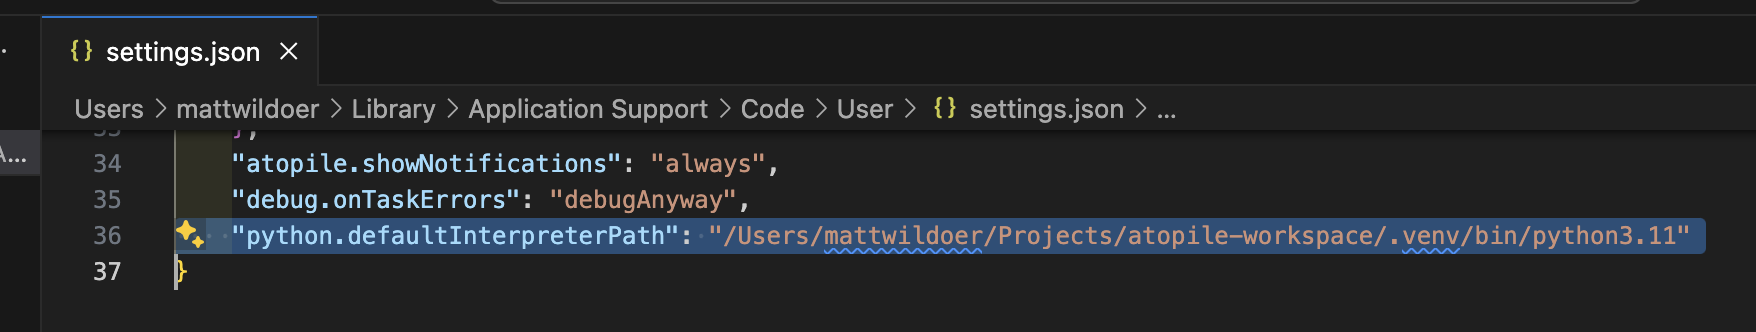 {} settings.json ×
Users > mattwildoer > Library > Application Support > Code > User > {} settings.json > ...
A...
33 },
34 "atopile.showNotifications": "always",
35 "debug.onTaskErrors": "debugAnyway",
36 "python.defaultInterpreterPath": "/Users/mattwildoer/Projects/atopile-workspace/.venv/bin/python3.11"
37 }